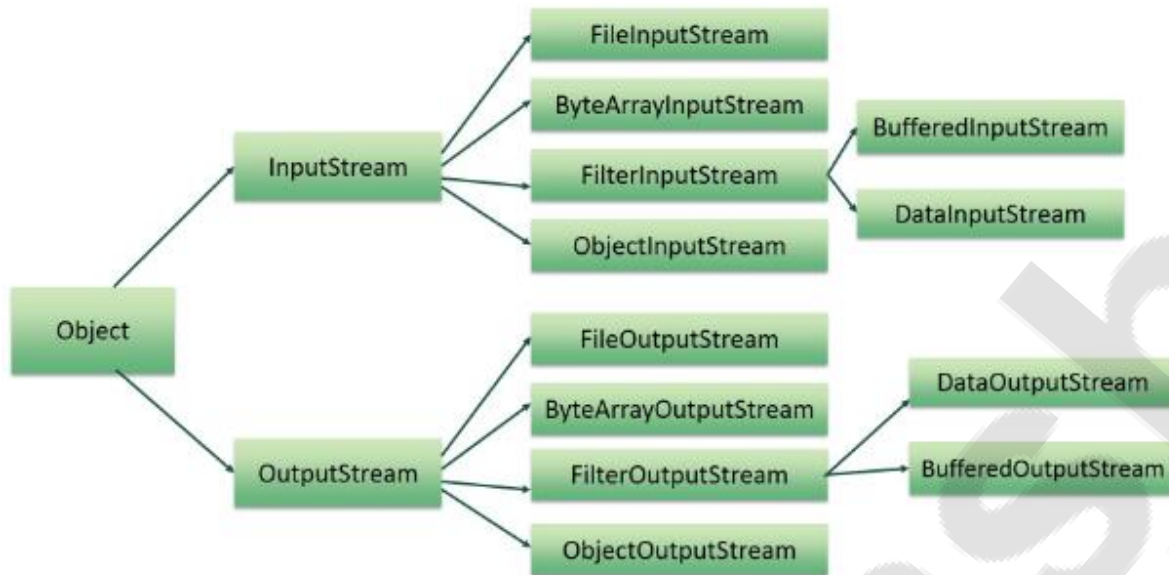 Object
InputStream
OutputStream
FileInputStream
ByteArrayInputStream
FilterInputStream
ObjectInputStream
BufferedInputStream
DataInputStream
FileOutputStream
ByteArrayOutputStream
FilterOutputStream
ObjectOutputStream
DataOutputStream
BufferedOutputStream